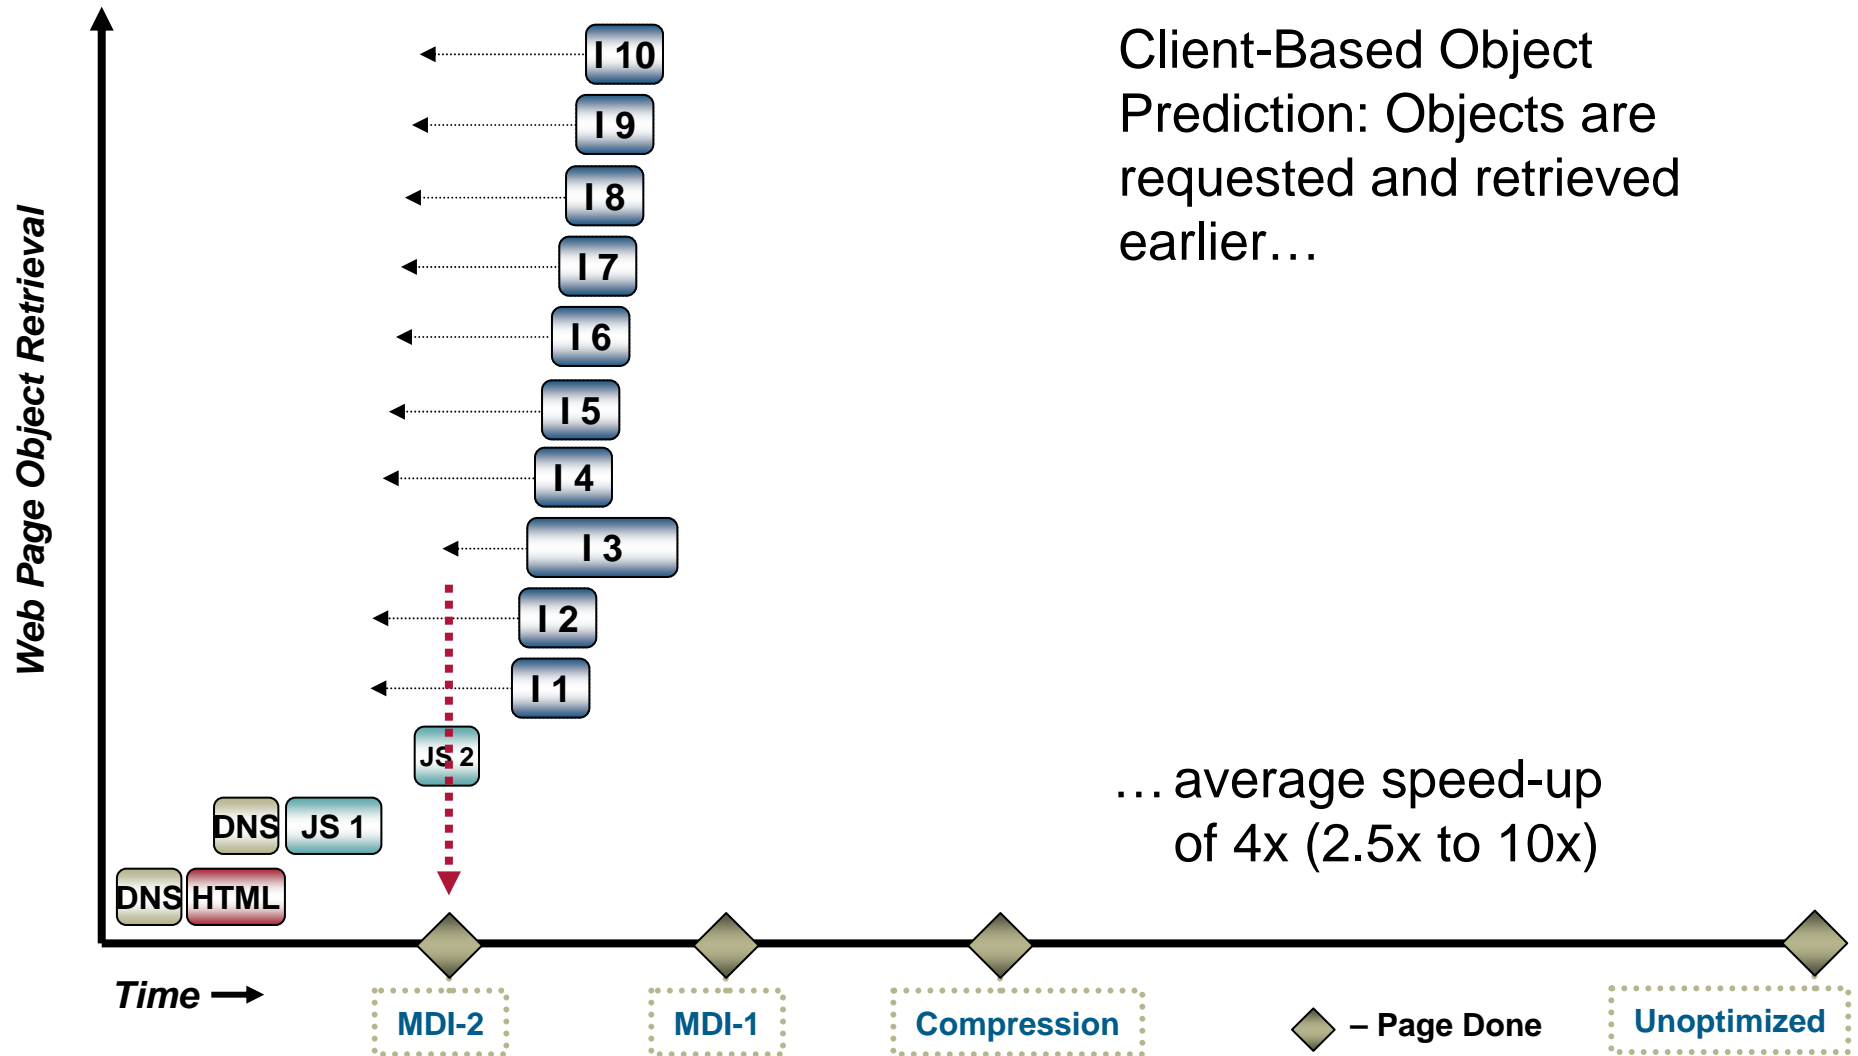 Client-Based Object
Prediction: Objects are
requested and retrieved
earlier…
Web Page Object Retrieval
I 10
I 9
I 8
I 7
I 6
I 5
I 4
I 3
I 2
I 1
JS 2
DNS JS 1
DNS HTML
… average speed-up
of 4x (2.5x to 10x)
Time
MDI-2
MDI-1
Compression
– Page Done
Unoptimized